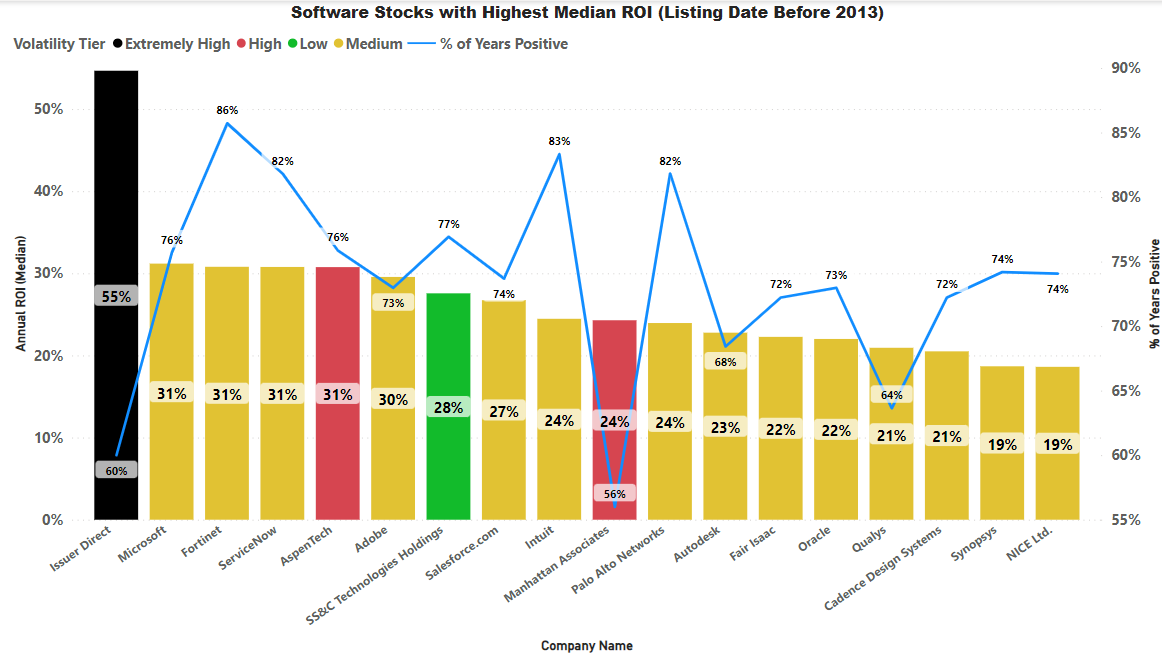 Software Stocks with Highest Median ROI (Listing Date Before 2013)
Volatility Tier Extremely High High Low Medium % of Years Positive
Annual ROI (Median)
50%
40%
30%
20%
10%
0%
90%
85%
80%
75%
70%
65%
60%
55%
% of Years Positive
60%
76%
86%
82%
76%
73%
77%
74%
83%
56%
82%
68%
72%
73%
64%
72%
74%
74%
55%
31%
31%
31%
31%
30%
28%
27%
24%
24%
24%
23%
22%
22%
21%
21%
19%
19%
Issuer Direct
Microsoft
Fortinet
ServiceNow
AspenTech
Adobe
SS&C Technologies Holdings
Salesforce.com
Intuit
Manhattan Associates
Palo Alto Networks
Autodesk
Fair Isaac
Oracle
Qualys
Cadence Design Systems
Synopsys
NICE Ltd.
Company Name